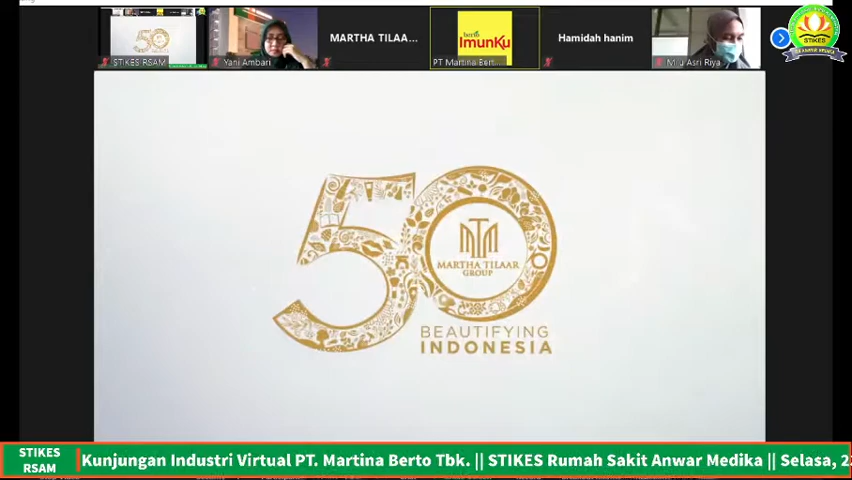 STIKES RSAM
Yani Ambari
MARTHA TILAA...
berto
ImunKu
PT Martina Bert...
Hamidah hanim
Asri Riya
STIKES
50
MARTHA TILAAR
GROUP
BEAUTIFYING
INDONESIA
STIKES
RSAM
Kunjungan Industri Virtual PT. Martina Berto Tbk. || STIKES Rumah Sakit Anwar Medika || Selasa, 2